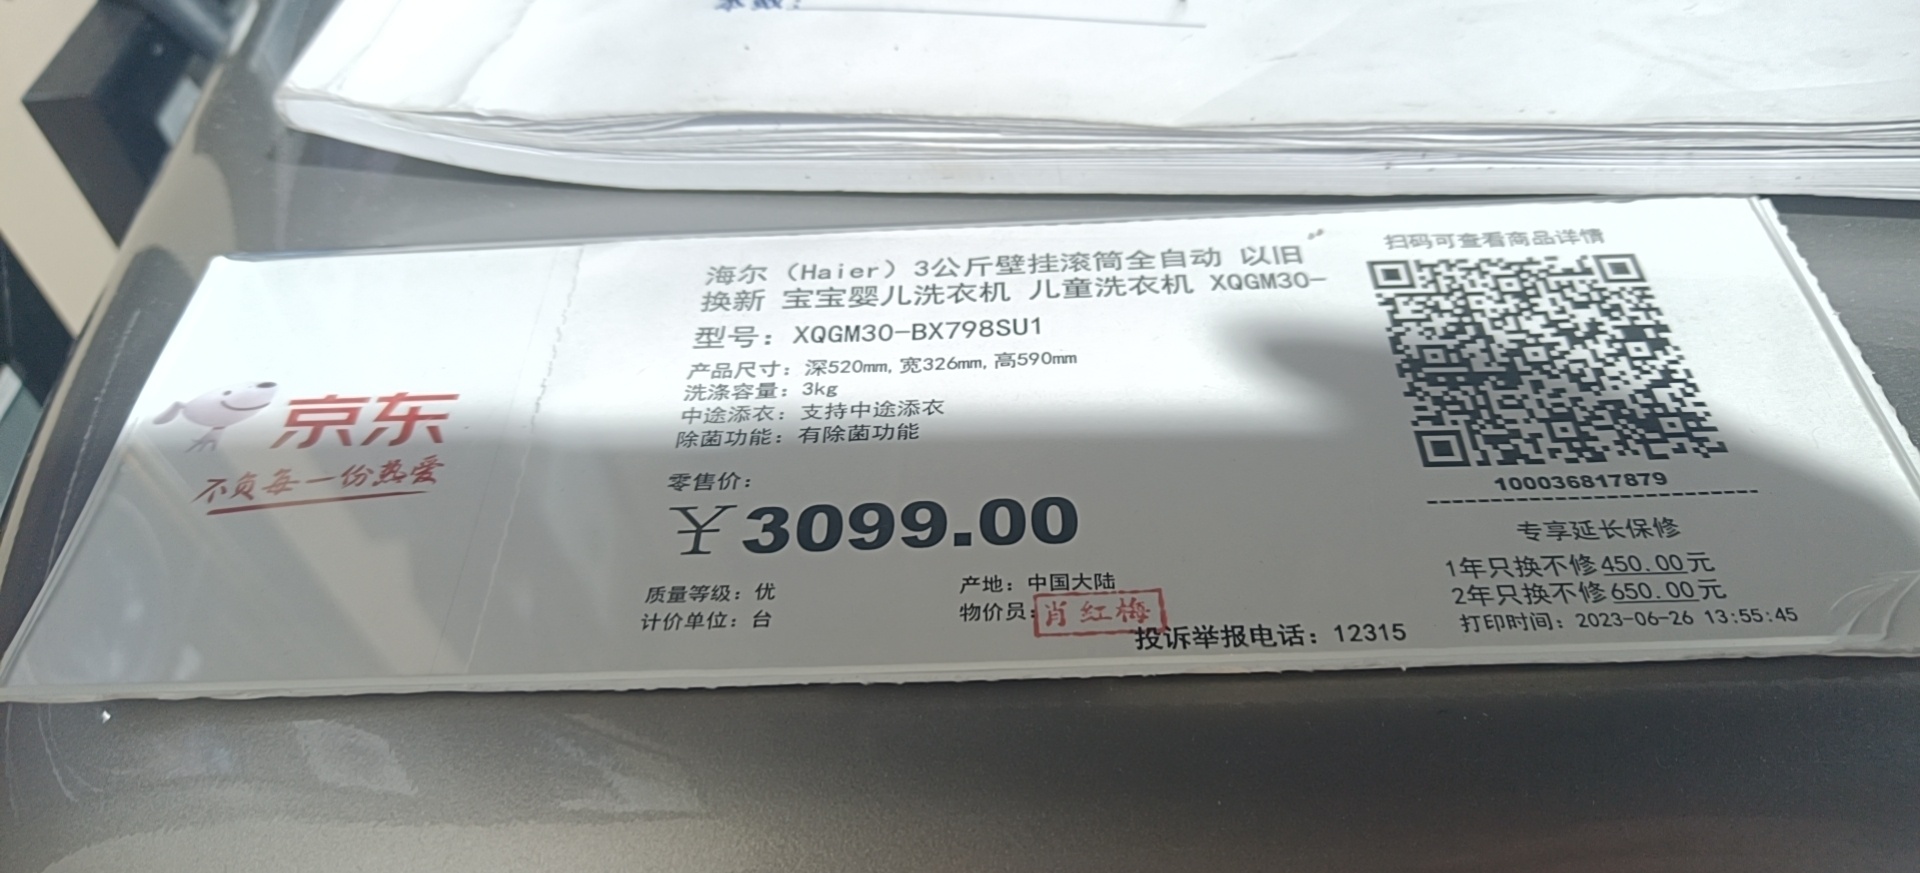 海尔（Haier）3公斤壁挂滚筒全自动 以旧
换新 宝宝婴儿洗衣机 儿童洗衣机 XQGM30-
型号：XQGM30-BX798SU1
产品尺寸：深520mm,宽326mm,高590mm
洗涤容量：3kg
中途添衣：支持中途添衣
除菌功能：有除菌功能
京东
不负每一份热爱
零售价：
￥3099.00
质量等级：优
产地：中国大陆
计价单位：台
物价员：肖红梅
投诉举报电话：12315
扫码可查看商品详情
100036817879
专享延长保修
1年只换不修450.00元
2年只换不修650.00元
打印时间：2023-06-26 13:55:45